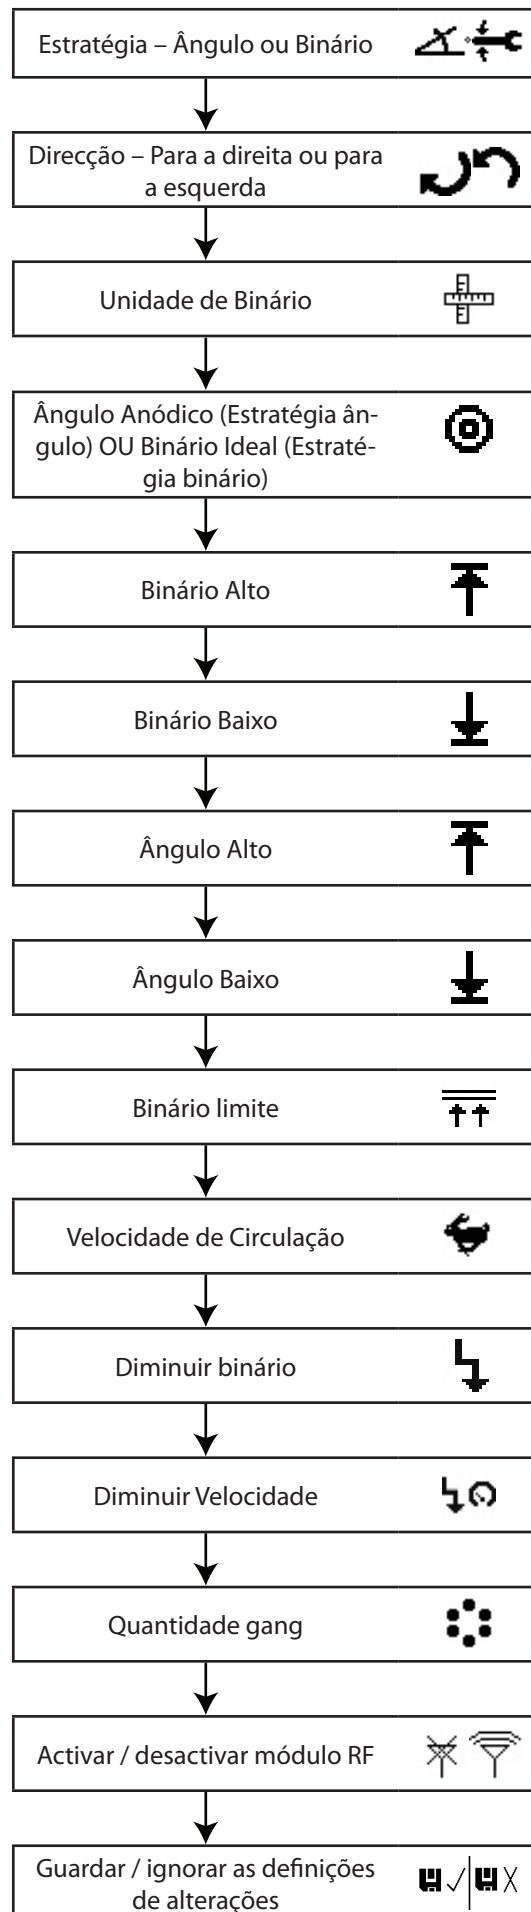 Estratégia – Ângulo ou Binário
Direcção – Para a direita ou para
a esquerda
Unidade de Binário
Ângulo Anódico (Estratégia ân-
gulo) OU Binário Ideal (Estraté-
gia binário)
Binário Alto
Binário Baixo
Ângulo Alto
Ângulo Baixo
Binário limite
Velocidade de Circulação
Diminuir binário
Diminuir Velocidade
Quantidade gang
Activar / desactivar módulo RF
Guardar / ignorar as definições
de alterações